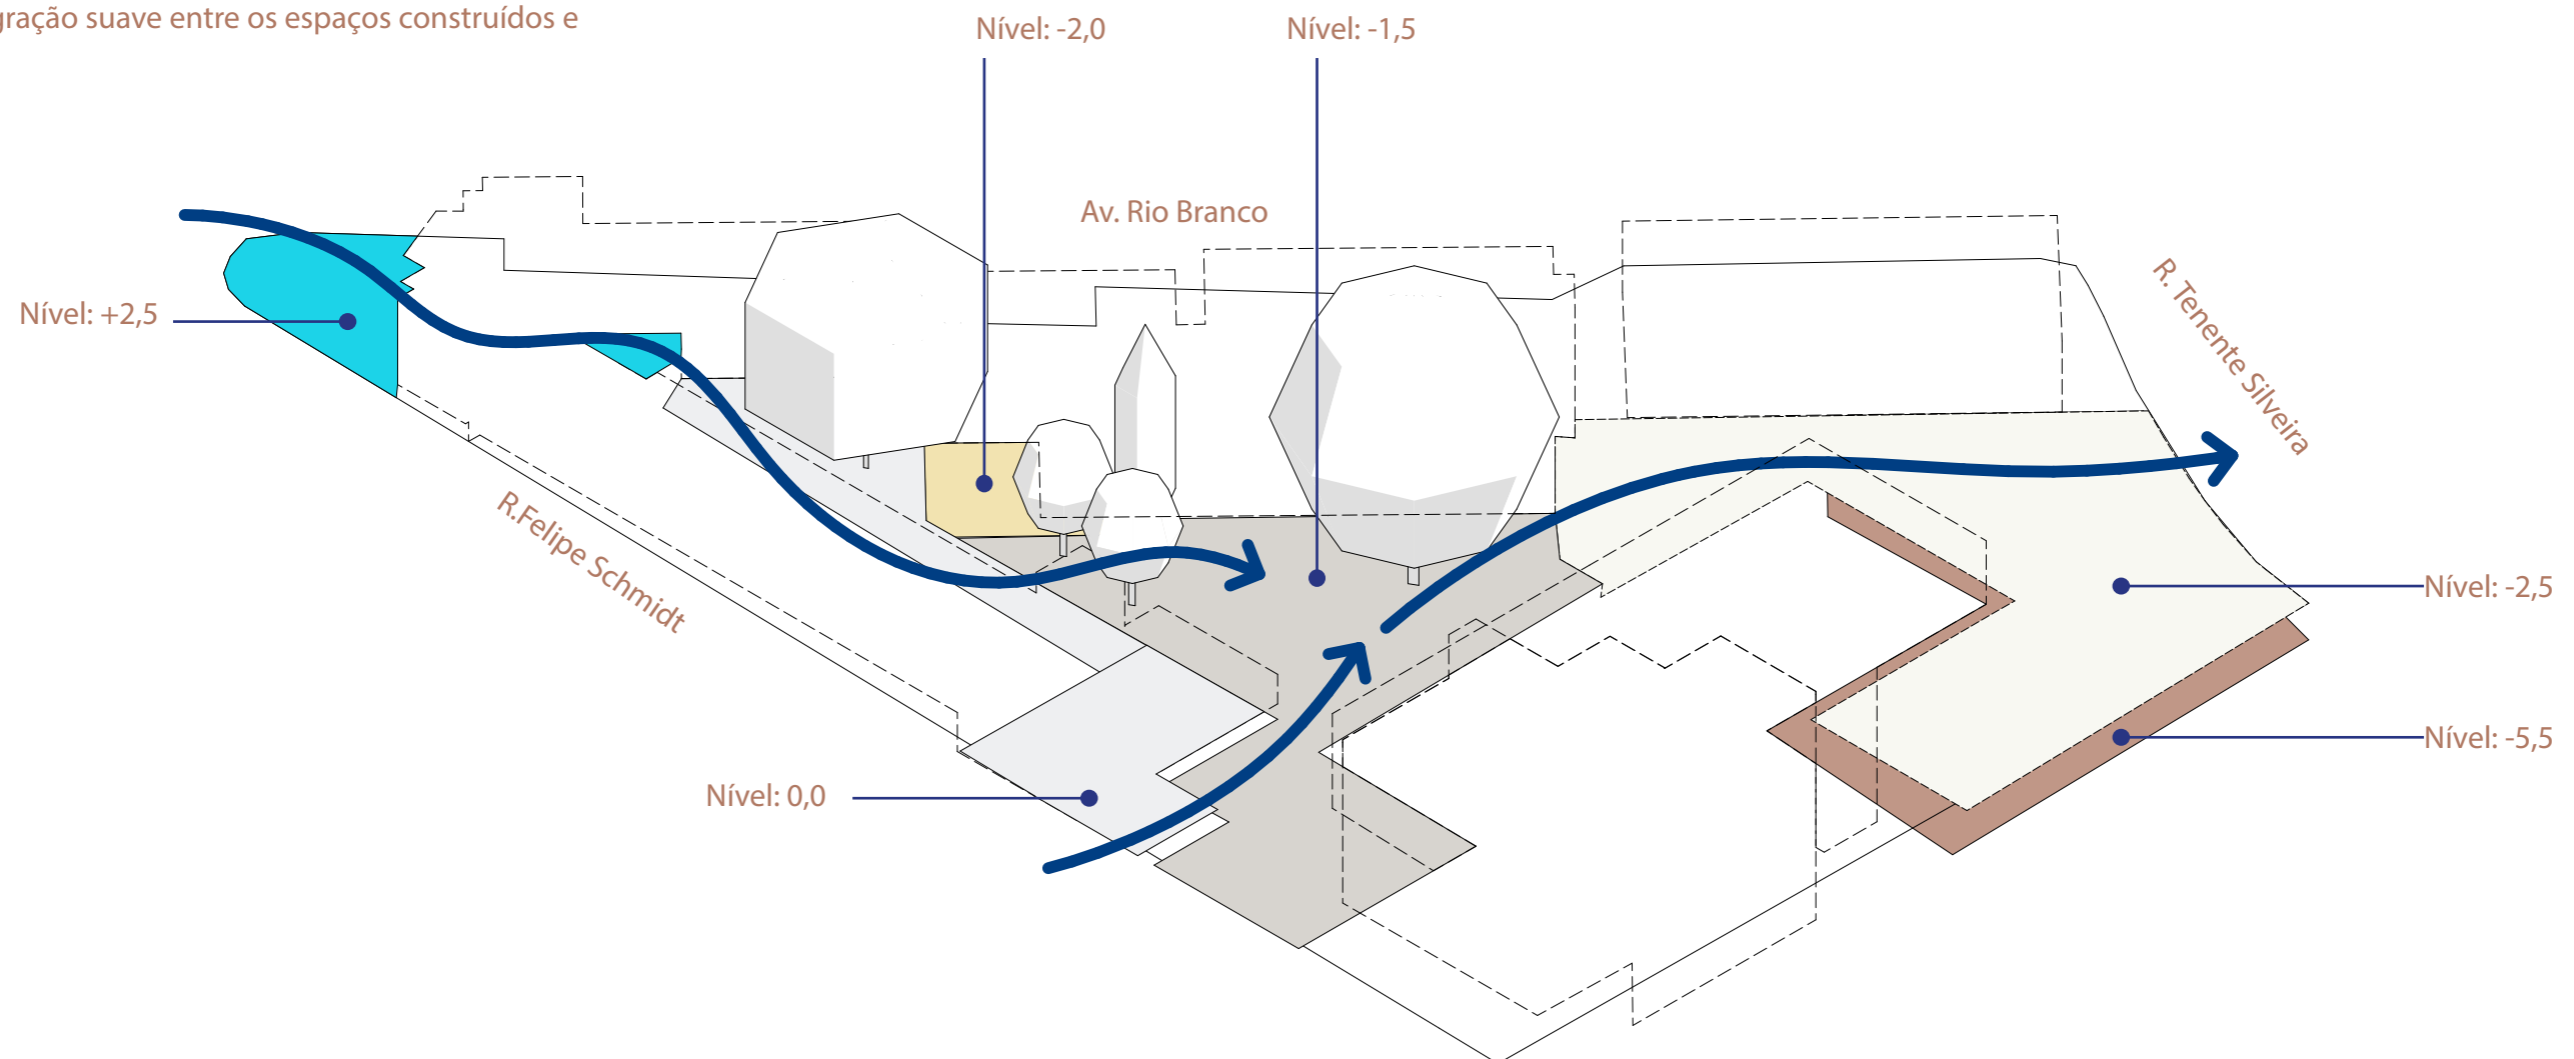 suave entre os espaços construídos e
Nível: -2,0
Nível: -1,5
Av. Rio Branco
Nível: +2,5
R. Tenente Silveira
R.Felipe Schmidt
Nível: -2,5
Nível: -5,5
Nível: 0,0